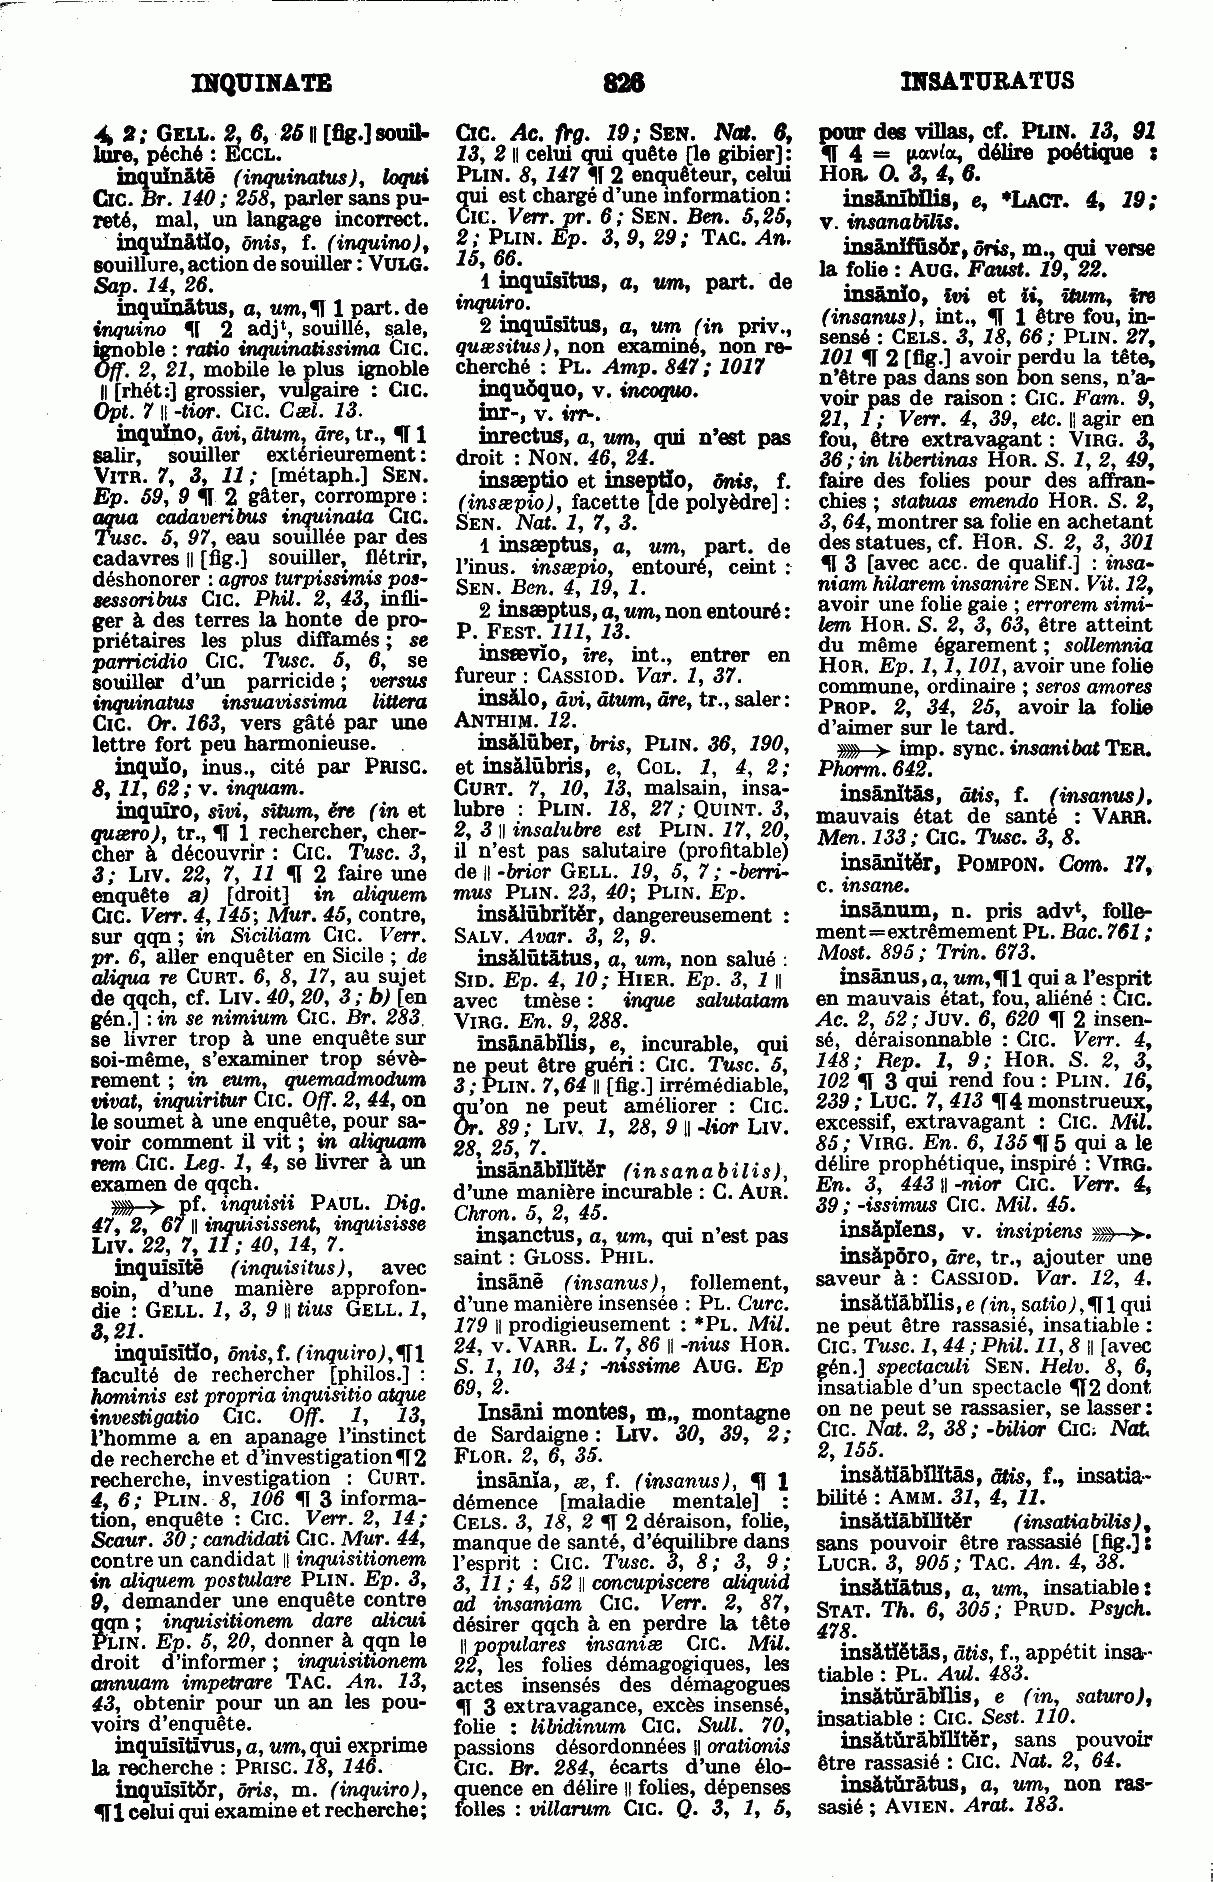 INQUINATE
826
INSATURATUS
4, 2; GELL. 2, 6, 25 || [fig.] souil-
lure, péché : ECCL.
inquĭnātē (inquinatus), loqui
CIC. Br. 140 ; 258, parler sans pu-
reté, mal, un langage incorrect.
inquĭnātĭo, ōnis, f. (inquino),
souillure, action de souiller : VULG.
Sap. 14, 26.
inquĭnātus, a, um, ¶ 1 part. de
inquino ¶ 2 adjᵗ, souillé, sale,
ignoble : ratio inquinatissima CIC.
Off. 2, 21, mobile le plus ignoble
|| [rhét:] grossier, vulgaire : CIC.
Opt. 7 || -tior. CIC. Cæl. 13.
inquĭno, āvi, ātum, āre, tr., ¶ 1
salir, souiller extérieurement :
VITR. 7, 3, 11 ; [métaph.] SEN.
Ep. 59, 9 ¶ 2 gâter, corrompre :
aqua cadaveribus inquinata CIC.
Tusc. 5, 97, eau souillée par des
cadavres || [fig.] souiller, flétrir,
déshonorer : agros turpissimis pos-
sessoribus CIC. Phil. 2, 43, infli-
ger à des terres la honte de pro-
priétaires les plus diffamés ; se
parricidio CIC. Tusc. 5, 6, se
souiller d'un parricide ; versus
inquinatus insuavissima littera
CIC. Or. 163, vers gâté par une
lettre fort peu harmonieuse.
inquĭo, inus., cité par PRISC.
8, 11, 62 ; v. inquam.
inquīro, sīvi, sītum, ĕre (in et
quæro), tr., ¶ 1 rechercher, cher-
cher à découvrir : CIC. Tusc. 3,
3 ; LIV. 22, 7, 11 ¶ 2 faire une
enquête a) [droit] in aliquem
CIC. Verr. 4, 145 ; Mur. 45, contre,
sur qqn ; in Siciliam CIC. Verr.
pr. 6, aller enquêter en Sicile ; de
aliqua re CURT. 6, 8, 17, au sujet
de qqch, cf. LIV. 40, 20, 3 ; b) [en
gén.] : in se nimium CIC. Br. 283,
se livrer trop à une enquête sur
soi-même, s'examiner trop sévè-
rement ; in eum, quemadmodum
vivat, inquiritur CIC. Off. 2, 44, on
le soumet à une enquête, pour sa-
voir comment il vit ; in aliquam
rem CIC. Leg. 1, 4, se livrer à un
examen de qqch.
pf. inquisii PAUL. Dig.
47, 2, 67 || inquisissent, inquisisse
LIV. 22, 7, 11 ; 40, 14, 7.
inquīsītē (inquisitus), avec
soin, d'une manière approfon-
die : GELL. 1, 3, 9 || tius GELL. 1,
3, 21.
inquīsītĭo, ōnis, f. (inquiro), ¶ 1
faculté de rechercher [philos.] :
hominis est propria inquisitio atque
investigatio CIC. Off. 1, 13,
l'homme a en apanage l'instinct
de recherche et d'investigation ¶ 2
recherche, investigation : CURT.
4, 6 ; PLIN. 8, 106 ¶ 3 informa-
tion, enquête : CIC. Verr. 2, 14 ;
Scaur. 30 ; candidati CIC. Mur. 44,
contre un candidat || inquisitionem
in aliquem postulare PLIN. Ep. 3,
9, demander une enquête contre
qqn ; inquisitionem dare alicui
PLIN. Ep. 5, 20, donner à qqn le
droit d'informer ; inquisitionem
annuam impetrare TAC. An. 13,
43, obtenir pour un an les pou-
voirs d'enquête.
inquīsītīvus, a, um, qui exprime
la recherche : PRISC. 18, 146.
inquīsītŏr, ōris, m. (inquiro),
¶ 1 celui qui examine et recherche ;
CIC. Ac. frg. 19 ; SEN. Nat. 6,
13, 2 || celui qui quête [le gibier] :
PLIN. 8, 147 ¶ 2 enquêteur, celui
qui est chargé d'une information :
CIC. Verr. pr. 6 ; SEN. Ben. 5, 25,
2 ; PLIN. Ep. 3, 9, 29 ; TAC. An.
15, 66.
1 inquīsītus, a, um, part. de
inquiro.
2 inquīsītus, a, um (in priv.,
quæsitus), non examiné, non re-
cherché : PL. Amp. 847 ; 1017
inquŏquo, v. incoquo.
inr-, v. irr-.
inrectus, a, um, qui n'est pas
droit : NON. 46, 24.
insæptio et inseptĭo, ōnis, f.
(insæpio), facette [de polyèdre] :
SEN. Nat. 1, 7, 3.
1 insæptus, a, um, part. de
l'inus. insæpio, entouré, ceint :
SEN. Ben. 4, 19, 1.
2 insæptus, a, um, non entouré :
P. FEST. 111, 13.
insævĭo, īre, int., entrer en
fureur : CASSIOD. Var. 1, 37.
insălo, āvi, ātum, āre, tr., saler :
ANTHIM. 12.
insălūber, bris, PLIN. 36, 190,
et insălūbris, e, COL. 1, 4, 2 ;
CURT. 7, 10, 13, malsain, insa-
lubre : PLIN. 18, 27 ; QUINT. 3,
2, 3 || insalubre est PLIN. 17, 20,
il n'est pas salutaire (profitable)
de || -brior GELL. 19, 5, 7 ; -berri-
mus PLIN. 23, 40 ; PLIN. Ep.
insălūbrĭtĕr, dangereusement :
SALV. Avar. 3, 2, 9.
insălūtātus, a, um, non salué :
SID. Ep. 4, 10 ; HIER. Ep. 3, 1 ||
avec tmèse : inque salutatam
VIRG. En. 9, 288.
insānābĭlis, e, incurable, qui
ne peut être guéri : CIC. Tusc. 5,
3 ; PLIN. 7, 64 || [fig.] irrémédiable,
qu'on ne peut améliorer : CIC.
Or. 89 ; LIV. 1, 28, 9 || -lior LIV.
28, 25, 7.
insānābĭlĭtĕr (insanabilis),
d'une manière incurable : C. AUR.
Chron. 5, 2, 45.
insanctus, a, um, qui n'est pas
saint : GLOSS. PHIL.
insānē (insanus), follement,
d'une manière insensée : PL. Curc.
179 || prodigieusement : *PL. Mil.
24, v. VARR. L. 7, 86 || -nius HOR.
S. 1, 10, 34 ; -nissime AUG. Ep
69, 2.
Insāni montes, m., montagne
de Sardaigne : LIV. 30, 39, 2 ;
FLOR. 2, 6, 35.
insānĭa, æ, f. (insanus), ¶ 1
démence [maladie mentale] :
CELS. 3, 18, 2 ¶ 2 déraison, folie,
manque de santé, d'équilibre dans
l'esprit : CIC. Tusc. 3, 8 ; 3, 9 ;
3, 11 ; 4, 52 || concupiscere aliquid
ad insaniam CIC. Verr. 2, 87,
désirer qqch à en perdre la tête
|| populares insaniæ CIC. Mil.
22, les folies démagogiques, les
actes insensés des démagogues
¶ 3 extravagance, excès insensé,
folie : libidinum CIC. Sull. 70,
passions désordonnées || orationis
CIC. Br. 284, écarts d'une élo-
quence en délire || folies, dépenses
folles : villarum CIC. Q. 3, 1, 5,
pour des villas, cf. PLIN. 13, 91
¶ 4 = μανία, délire poétique :
HOR. O. 3, 4, 6.
insānĭbĭlis, e, *LACT. 4, 19 ;
v. insanabilis.
insānĭfūsŏr, ōris, m., qui verse
la folie : AUG. Faust. 19, 22.
insānĭo, īvi et ĭi, ītum, īre
(insanus), int., ¶ 1 être fou, in-
sensé : CELS. 3, 18, 66 ; PLIN. 27,
101 ¶ 2 [fig.] avoir perdu la tête,
n'être pas dans son bon sens, n'a-
voir pas de raison : CIC. Fam. 9,
21, 1 ; Verr. 4, 39, etc. || agir en
fou, être extravagant : VIRG. 3,
36 ; in libertinas HOR. S. 1, 2, 49,
faire des folies pour des affran-
chies ; statuas emendo HOR. S. 2,
3, 64, montrer sa folie en achetant
des statues, cf. HOR. S. 2, 3, 301
¶ 3 [avec acc. de qualif.] : insa-
niam hilarem insanire SEN. Vit. 12,
avoir une folie gaie ; errorem simi-
lem HOR. S. 2, 3, 63, être atteint
du même égarement ; sollemnia
HOR. Ep. 1, 1, 101, avoir une folie
commune, ordinaire ; seros amores
PROP. 2, 34, 25, avoir la folie
d'aimer sur le tard.
imp. sync. insanibat TER.
Phorm. 642.
insānĭtās, ātis, f. (insanus),
mauvais état de santé : VARR.
Men. 133 ; CIC. Tusc. 3, 8.
insānĭtĕr, POMPON. Com. 17,
c. insane.
insānum, n. pris advᵗ, folle-
ment=extrêmement PL. Bac. 761 ;
Most. 895 ; Trin. 673.
insānus, a, um, ¶ 1 qui a l'esprit
en mauvais état, fou, aliéné : CIC.
Ac. 2, 52 ; JUV. 6, 620 ¶ 2 insen-
sé, déraisonnable : CIC. Verr. 4,
148 ; Rep. 1, 9 ; HOR. S. 2, 3,
102 ¶ 3 qui rend fou : PLIN. 16,
239 ; LUC. 7, 413 ¶ 4 monstrueux,
excessif, extravagant : CIC. Mil.
85 ; VIRG. En. 6, 135 ¶ 5 qui a le
délire prophétique, inspiré : VIRG.
En. 3, 443 || -nior CIC. Verr. 4,
39 ; -issimus CIC. Mil. 45.
insăpĭens, v. insipiens.
insăpōro, āre, tr., ajouter une
saveur à : CASSIOD. Var. 12, 4.
insătĭābĭlis, e (in, satio), ¶ 1 qui
ne peut être rassasié, insatiable :
CIC. Tusc. 1, 44 ; Phil. 11, 8 || [avec
gén.] spectaculi SEN. Helv. 8, 6,
insatiable d'un spectacle ¶ 2 dont
on ne peut se rassasier, se lasser :
CIC. Nat. 2, 38 ; -bilior CIC. Nat.
2, 155.
insătĭābĭlĭtās, ātis, f., insatia-
bilité : AMM. 31, 4, 11.
insătĭābĭlĭtĕr (insatiabilis),
sans pouvoir être rassasié [fig.] :
LUCR. 3, 905 ; TAC. An. 4, 38.
insătĭātus, a, um, insatiable :
STAT. Th. 6, 305 ; PRUD. Psych.
478.
insătĭĕtās, ātis, f., appétit insa-
tiable : PL. Aul. 483.
insătŭrābĭlis, e (in, saturo),
insatiable : CIC. Sest. 110.
insătŭrābĭlĭtĕr, sans pouvoir
être rassasié : CIC. Nat. 2, 64.
insătŭrātus, a, um, non ras-
sasié ; AVIEN. Arat. 183.